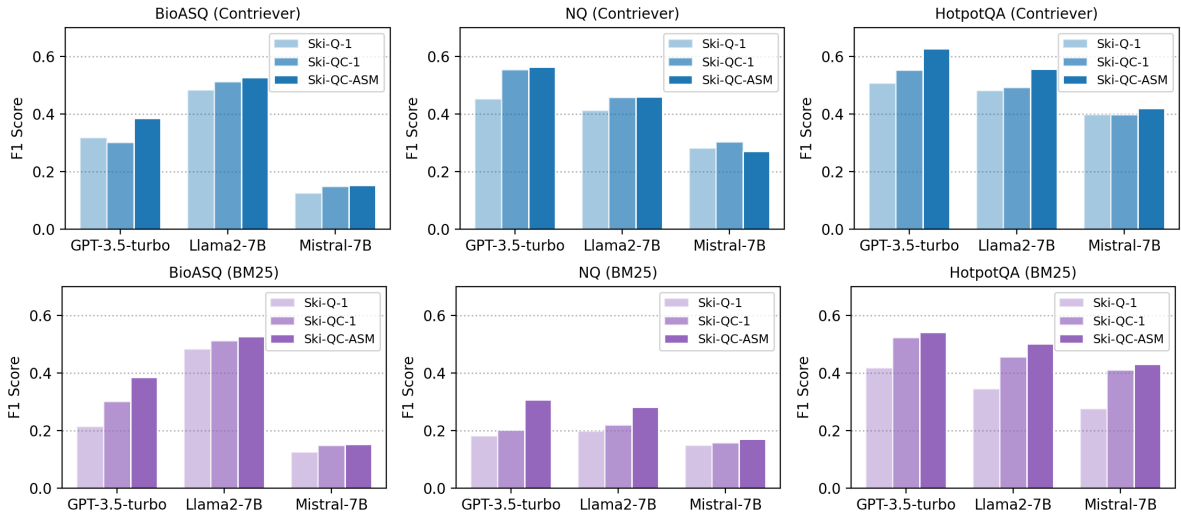 BioASQ (Contriever)
F1 Score
0.6
0.4
0.2
0.0
Ski-Q-1
Ski-QC-1
Ski-QC-ASM
GPT-3.5-turbo Llama2-7B Mistral-7B
NQ (Contriever)
F1 Score
0.6
0.4
0.2
0.0
Ski-Q-1
Ski-QC-1
Ski-QC-ASM
GPT-3.5-turbo Llama2-7B Mistral-7B
HotpotQA (Contriever)
F1 Score
0.6
0.4
0.2
0.0
Ski-Q-1
Ski-QC-1
Ski-QC-ASM
GPT-3.5-turbo Llama2-7B Mistral-7B
BioASQ (BM25)
F1 Score
0.6
0.4
0.2
0.0
Ski-Q-1
Ski-QC-1
Ski-QC-ASM
GPT-3.5-turbo Llama2-7B Mistral-7B
NQ (BM25)
F1 Score
0.6
0.4
0.2
0.0
Ski-Q-1
Ski-QC-1
Ski-QC-ASM
GPT-3.5-turbo Llama2-7B Mistral-7B
HotpotQA (BM25)
F1 Score
0.6
0.4
0.2
0.0
Ski-Q-1
Ski-QC-1
Ski-QC-ASM
GPT-3.5-turbo Llama2-7B Mistral-7B